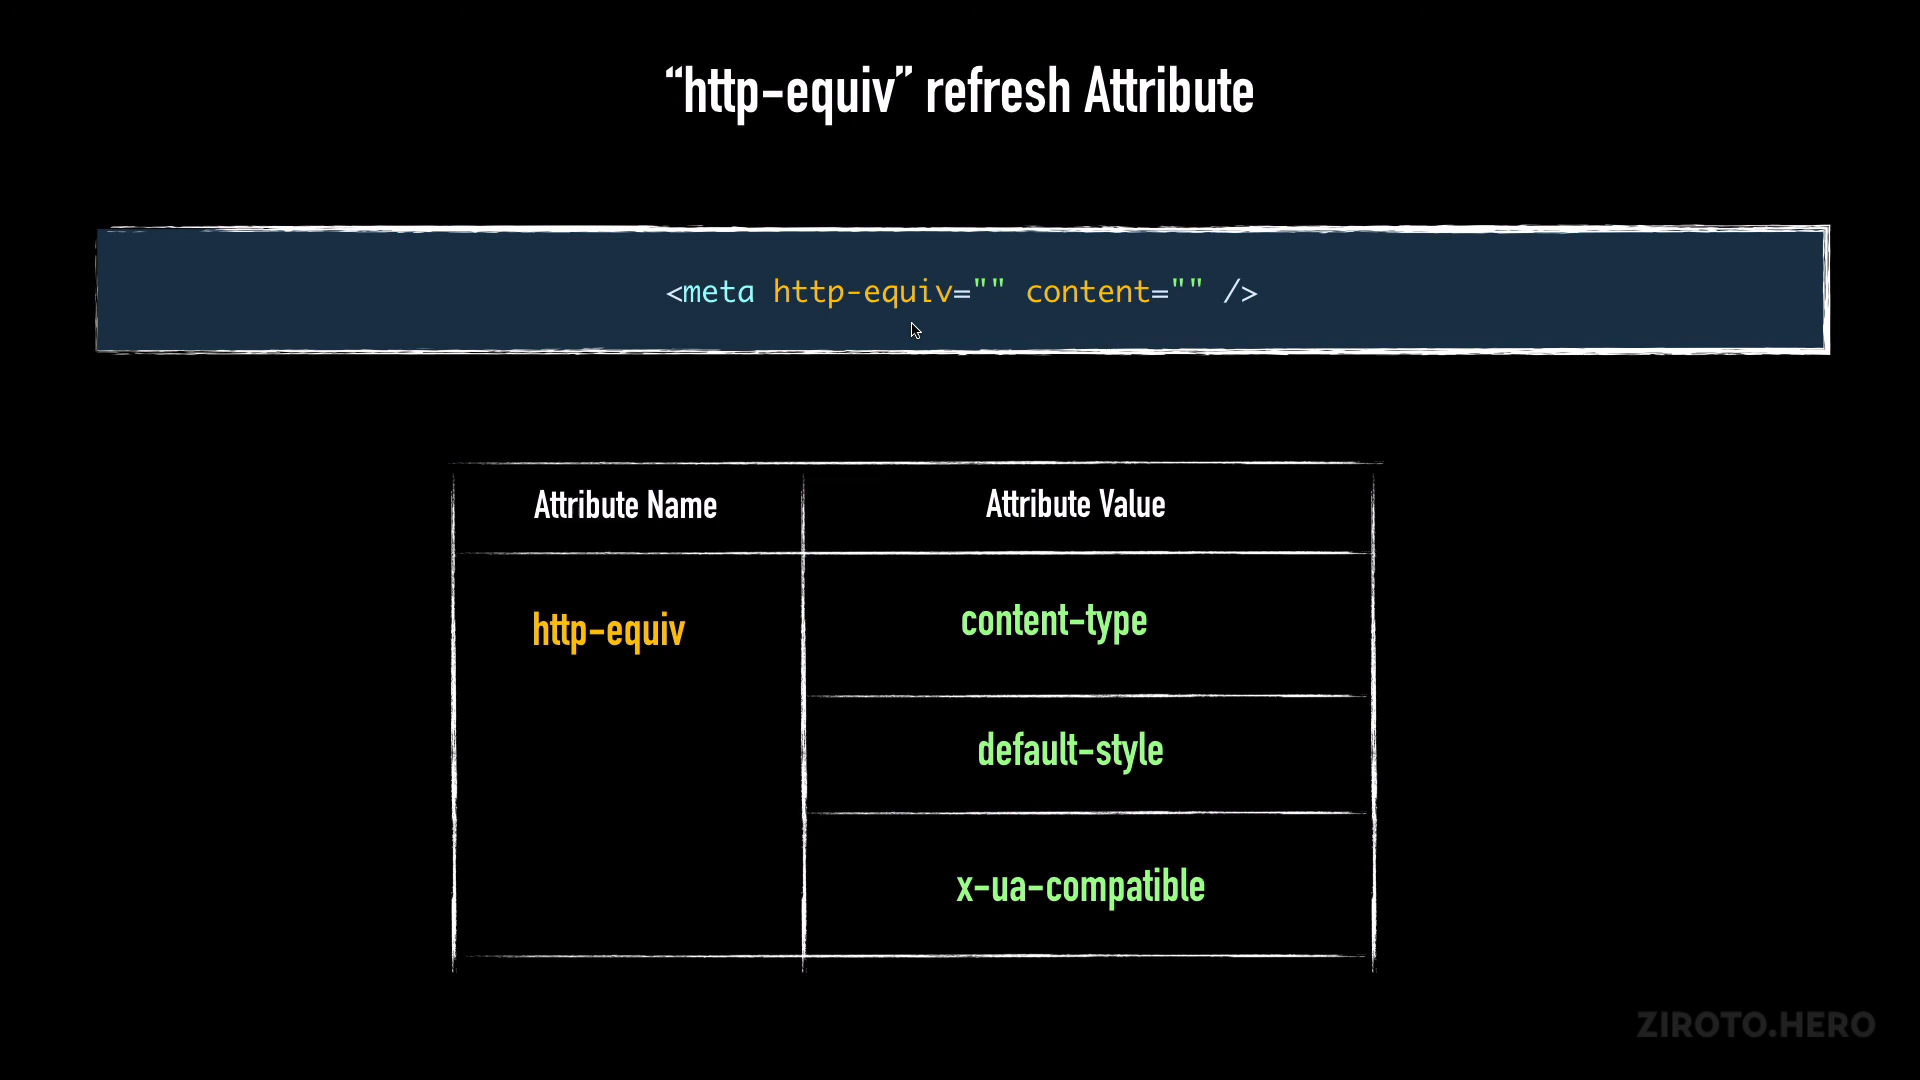 “http-equiv” refresh Attribute
<meta http-equiv="" content="" />
Attribute Name
Attribute Value
http-equiv
content-type
default-style
x-ua-compatible
ZIROTO.HERO